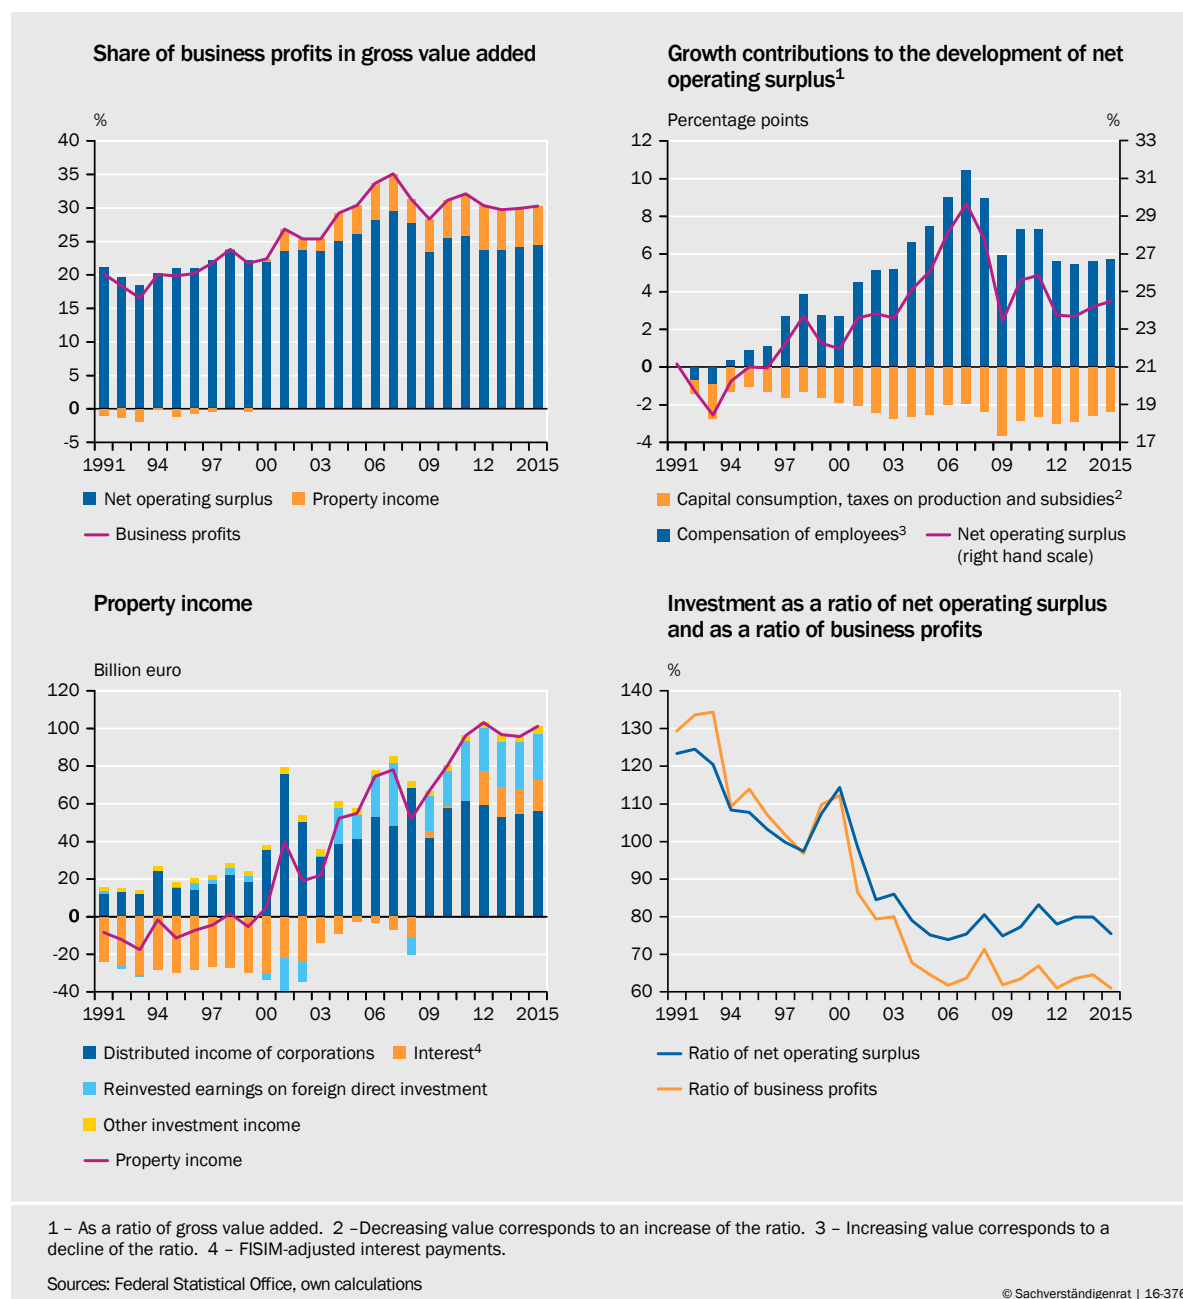 Share of business profits in gross value added
%
40
35
30
25
20
15
10
5
0
-5
1991 94 97 00 03 06 09 12 2015
Net operating surplus Property income
Business profits
Growth contributions to the development of net
operating surplus1
Percentage points %
12 33
10 31
8 29
6 27
4 25
2 23
0 21
-2 19
-4 17
1991 94 97 00 03 06 09 12 2015
Capital consumption, taxes on production and subsidies2
Compensation of employees3 Net operating surplus
(right hand scale)
Property income
Billion euro
120
100
80
60
40
20
0
-20
-40
1991 94 97 00 03 06 09 12 2015
Distributed income of corporations Interest4
Reinvested earnings on foreign direct investment
Other investment income
Property income
Investment as a ratio of net operating surplus
and as a ratio of business profits
%
140
130
120
110
100
90
80
70
60
1991 94 97 00 03 06 09 12 2015
Ratio of net operating surplus
Ratio of business profits
1 – As a ratio of gross value added. 2 –Decreasing value corresponds to an increase of the ratio. 3 – Increasing value corresponds to a
decline of the ratio. 4 – FISIM-adjusted interest payments.
Sources: Federal Statistical Office, own calculations
© Sachverständigenrat | 16-376